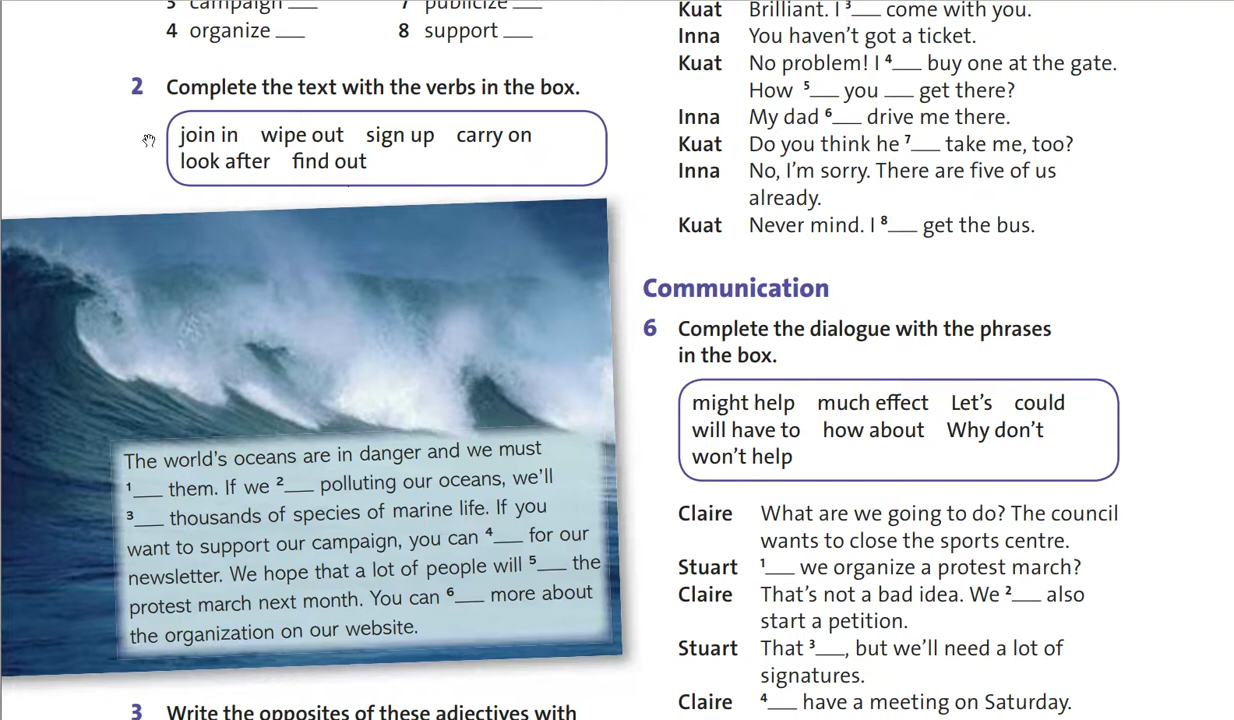 3 campaign ___ 7 publicize ___
4 organize ___ 8 support ___
2 Complete the text with the verbs in the box.
join in wipe out sign up carry on
look after find out
The world's oceans are in danger and we must
1___ them. If we 2___ polluting our oceans, we'll
3___ thousands of species of marine life. If you
want to support our campaign, you can 4___ for our
newsletter. We hope that a lot of people will 5___ the
protest march next month. You can 6___ more about
the organization on our website.
3 Write the opposites of these adjectives with
Kuat Brilliant. I 3___ come with you.
Inna You haven't got a ticket.
Kuat No problem! I 4___ buy one at the gate.
How 5___ you ___ get there?
Inna My dad 6___ drive me there.
Kuat Do you think he 7___ take me, too?
Inna No, I'm sorry. There are five of us
already.
Kuat Never mind. I 8___ get the bus.
Communication
6 Complete the dialogue with the phrases
in the box.
might help much effect Let's could
will have to how about Why don't
won't help
Claire What are we going to do? The council
wants to close the sports centre.
Stuart 1___ we organize a protest march?
Claire That's not a bad idea. We 2___ also
start a petition.
Stuart That 3___, but we'll need a lot of
signatures.
Claire 4___ have a meeting on Saturday.